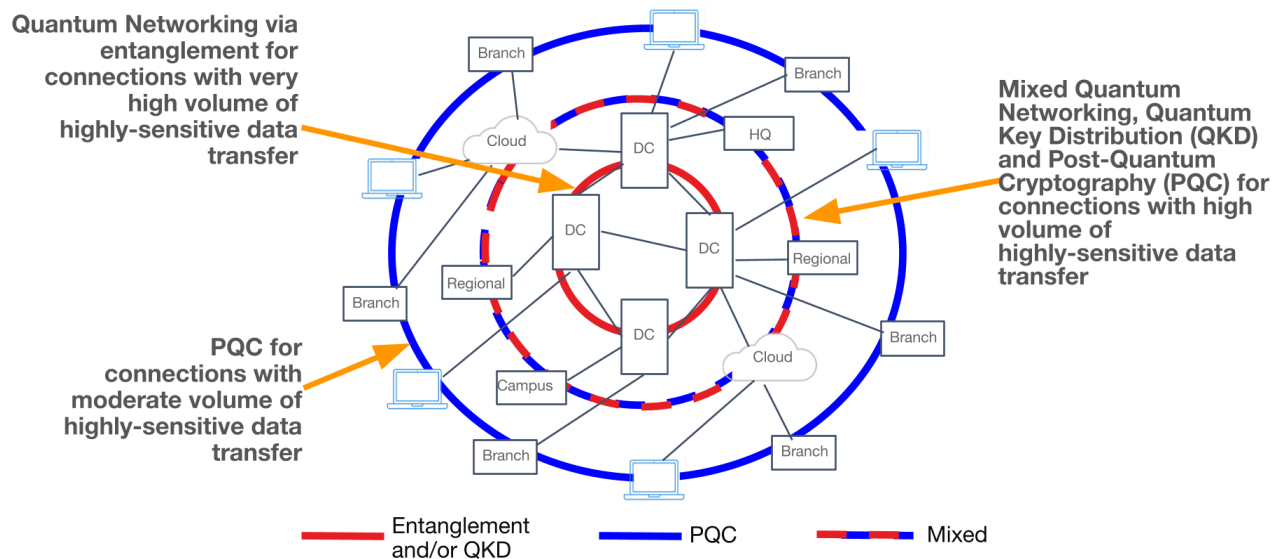 Quantum Networking via
entanglement for
connections with very
high volume of
highly-sensitive data
transfer
Mixed Quantum
Networking, Quantum
Key Distribution (QKD)
and Post-Quantum
Cryptography (PQC) for
connections with high
volume of
highly-sensitive data
transfer
PQC for
connections with
moderate volume of
highly-sensitive data
transfer
Branch
Branch
Cloud
DC
HQ
DC
DC
Regional
Regional
Branch
DC
Branch
Cloud
Campus
Branch
Branch
Entanglement
and/or QKD
PQC
Mixed